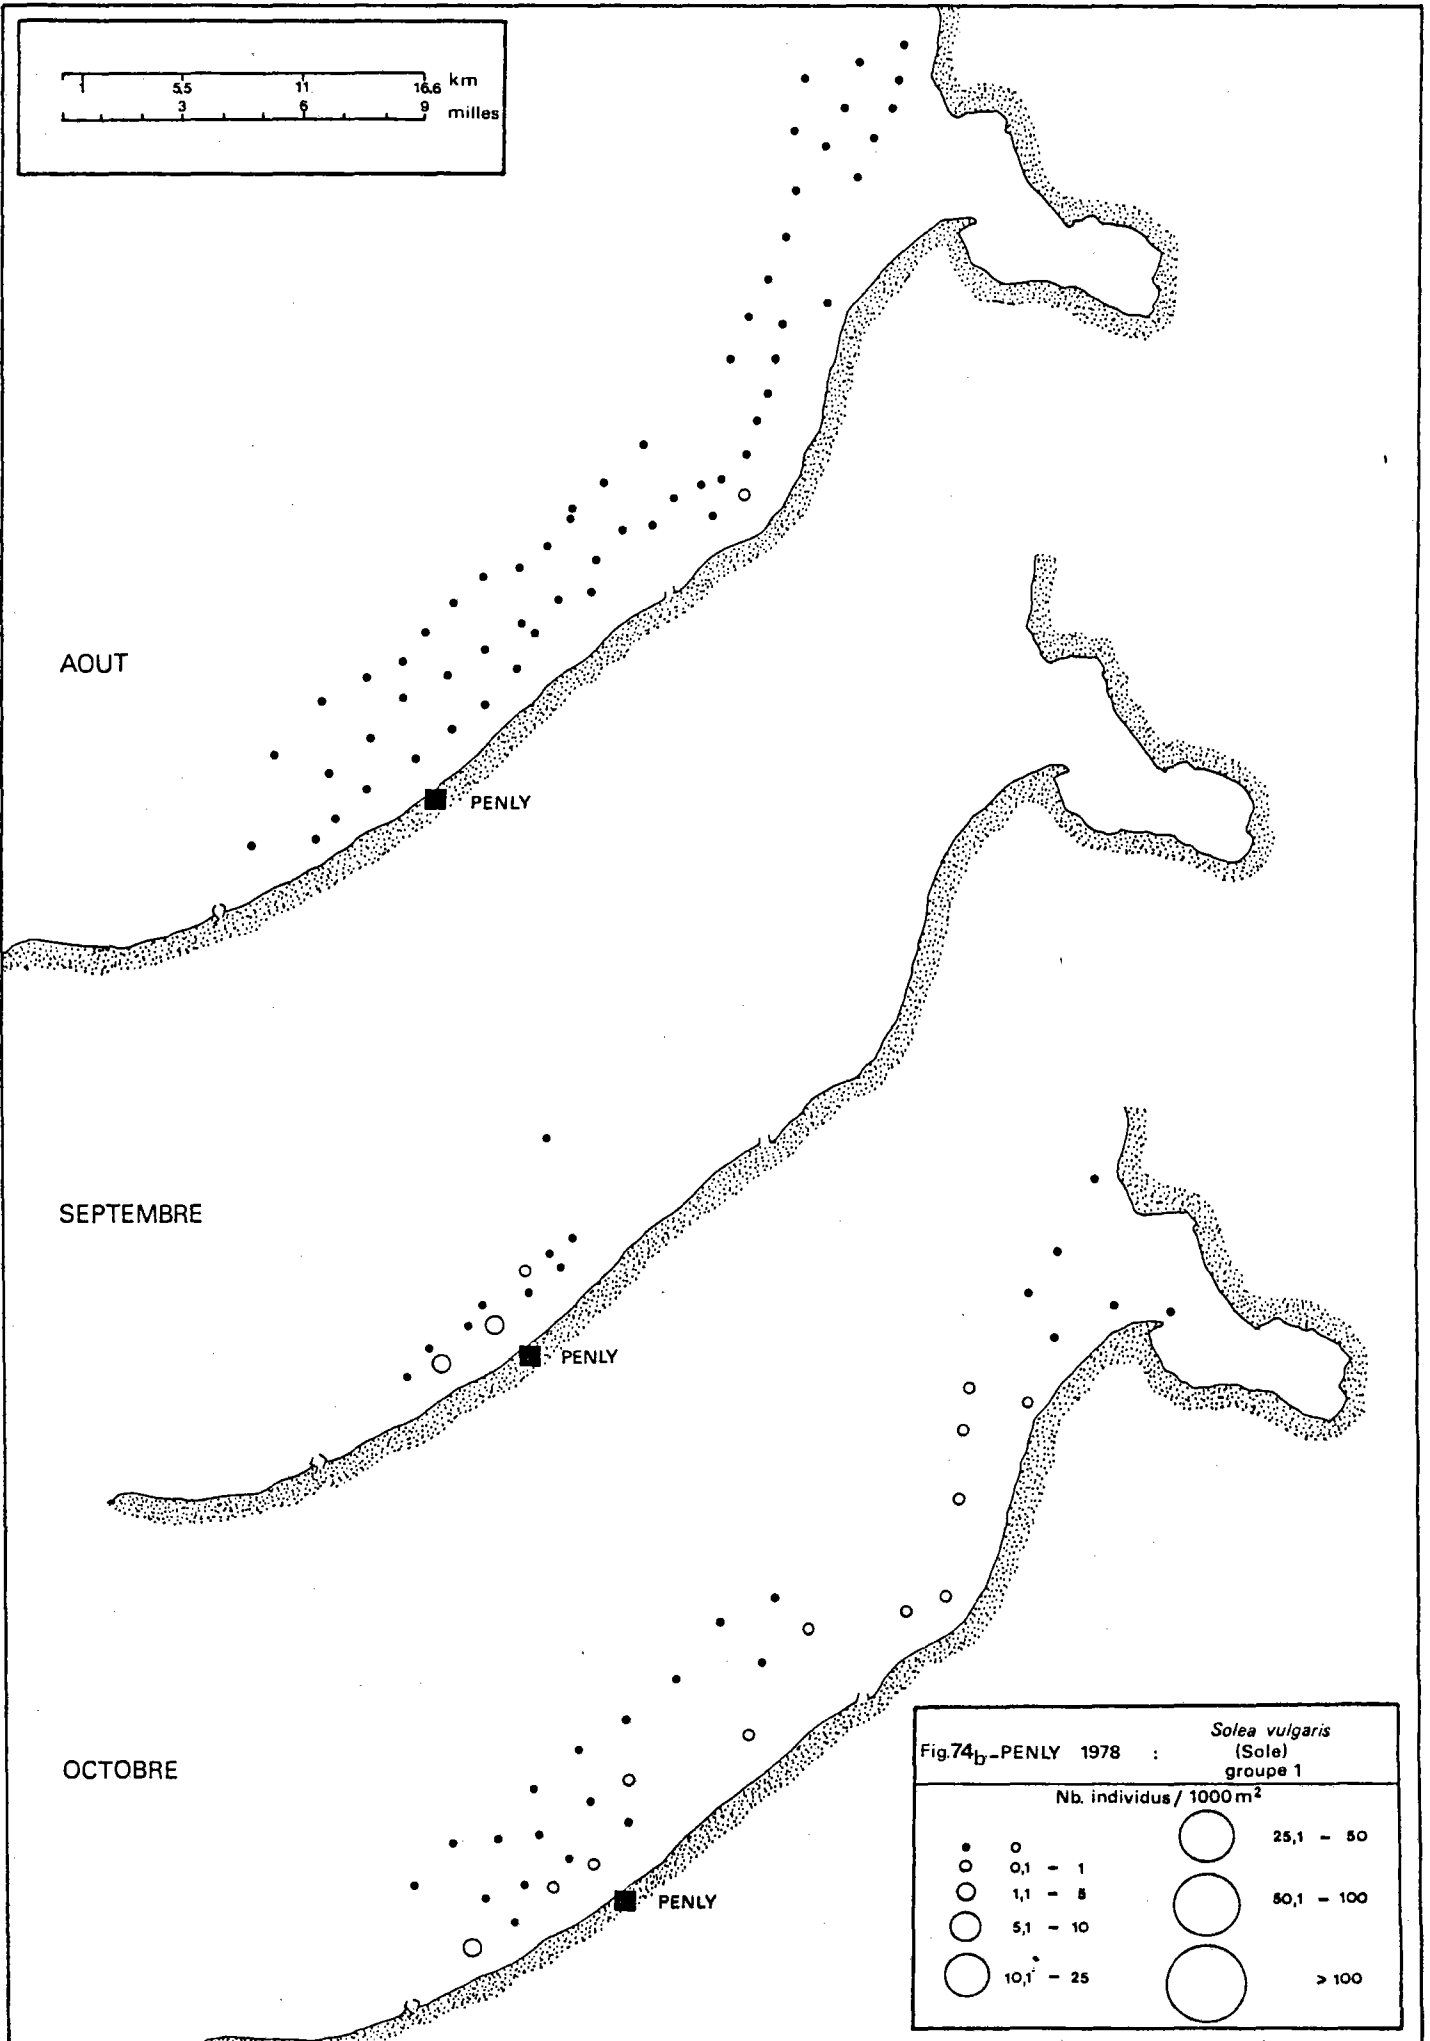 1 5,5 11 16.6 km
3 6 9 milles
AOUT
PENLY
SEPTEMBRE
PENLY
OCTOBRE
PENLY
Fig.74b-PENLY 1978 : Solea vulgaris
(Sole)
groupe 1
Nb. individus / 1000 m²
0
0,1 - 1
1,1 - 5
5,1 - 10
10,1 - 25
25,1 - 50
50,1 - 100
> 100